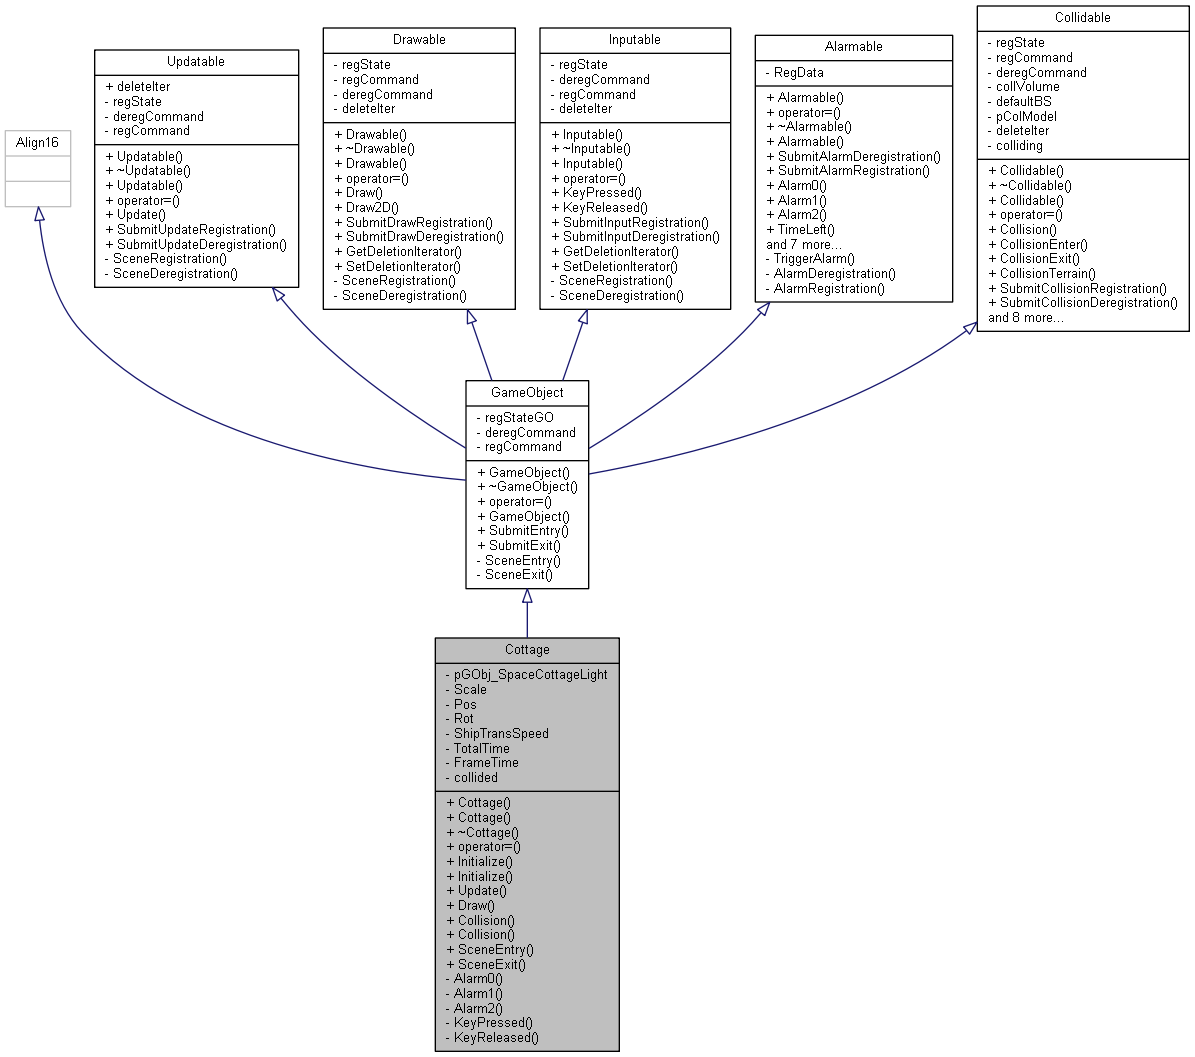 Align16
Updatable
+ deleteIter
- regState
- deregCommand
- regCommand
+ Updatable()
+ ~Updatable()
+ Updatable()
+ operator=()
+ Update()
+ SubmitUpdateRegistration()
+ SubmitUpdateDeregistration()
- SceneRegistration()
- SceneDeregistration()
Drawable
- regState
- regCommand
- deregCommand
- deleteIter
+ Drawable()
+ ~Drawable()
+ Drawable()
+ operator=()
+ Draw()
+ Draw2D()
+ SubmitDrawRegistration()
+ SubmitDrawDeregistration()
+ GetDeletionIterator()
+ SetDeletionIterator()
- SceneRegistration()
- SceneDeregistration()
Inputable
- regState
- deregCommand
- regCommand
- deleteIter
+ Inputable()
+ ~Inputable()
+ Inputable()
+ operator=()
+ KeyPressed()
+ KeyReleased()
+ SubmitInputRegistration()
+ SubmitInputDeregistration()
+ GetDeletionIterator()
+ SetDeletionIterator()
- SceneRegistration()
- SceneDeregistration()
Alarmable
- RegData
+ Alarmable()
+ operator=()
+ ~Alarmable()
+ Alarmable()
+ SubmitAlarmDeregistration()
+ SubmitAlarmRegistration()
+ Alarm0()
+ Alarm1()
+ Alarm2()
+ TimeLeft()
and 7 more...
- TriggerAlarm()
- AlarmDeregistration()
- AlarmRegistration()
Collidable
- regState
- regCommand
- deregCommand
- collVolume
- defaultBS
- pColModel
- deleteIter
- colliding
+ Collidable()
+ ~Collidable()
+ Collidable()
+ operator=()
+ Collision()
+ CollisionEnter()
+ CollisionExit()
+ CollisionTerrain()
+ SubmitCollisionRegistration()
+ SubmitCollisionDeregistration()
and 8 more...
GameObject
- regStateGO
- deregCommand
- regCommand
+ GameObject()
+ ~GameObject()
+ operator=()
+ GameObject()
+ SubmitEntry()
+ SubmitExit()
- SceneEntry()
- SceneExit()
Cottage
- pGObj_SpaceCottageLight
- Scale
- Pos
- Rot
- ShipTransSpeed
- TotalTime
- FrameTime
- collided
+ Cottage()
+ Cottage()
+ ~Cottage()
+ operator=()
+ Initialize()
+ Initialize()
+ Update()
+ Draw()
+ Collision()
+ Collision()
+ SceneEntry()
+ SceneExit()
- Alarm0()
- Alarm1()
- Alarm2()
- KeyPressed()
- KeyReleased()